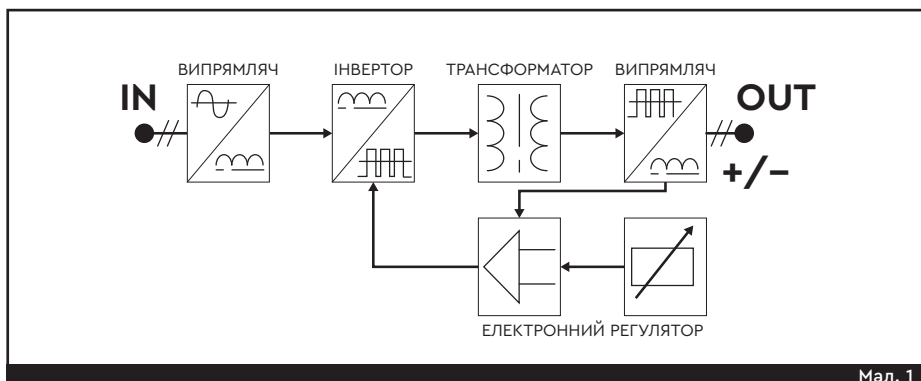 ВИПРЯМЛЯЧ ІНВЕРТОР ТРАНСФОРМАТОР ВИПРЯМЛЯЧ
IN OUT
+/−
ЕЛЕКТРОННИЙ РЕГУЛЯТОР
Мал. 1